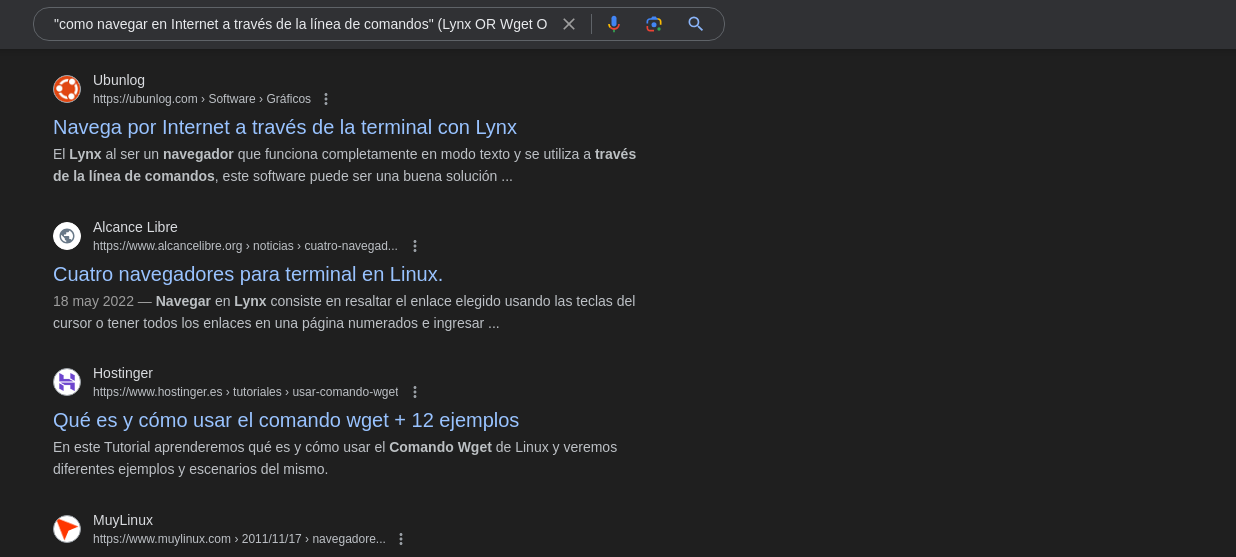 "como navegar en Internet a través de la línea de comandos" (Lynx OR Wget O
Ubunlog
https://ubunlog.com › Software › Gráficos
Navega por Internet a través de la terminal con Lynx
El Lynx al ser un navegador que funciona completamente en modo texto y se utiliza a través
de la línea de comandos, este software puede ser una buena solución ...
Alcance Libre
https://www.alcancelibre.org › noticias › cuatro-navegad...
Cuatro navegadores para terminal en Linux.
18 may 2022 — Navegar en Lynx consiste en resaltar el enlace elegido usando las teclas del
cursor o tener todos los enlaces en una página numerados e ingresar ...
Hostinger
https://www.hostinger.es › tutoriales › usar-comando-wget
Qué es y cómo usar el comando wget + 12 ejemplos
En este Tutorial aprenderemos qué es y cómo usar el Comando Wget de Linux y veremos
diferentes ejemplos y escenarios del mismo.
MuyLinux
https://www.muylinux.com › 2011/11/17 › navegadore...